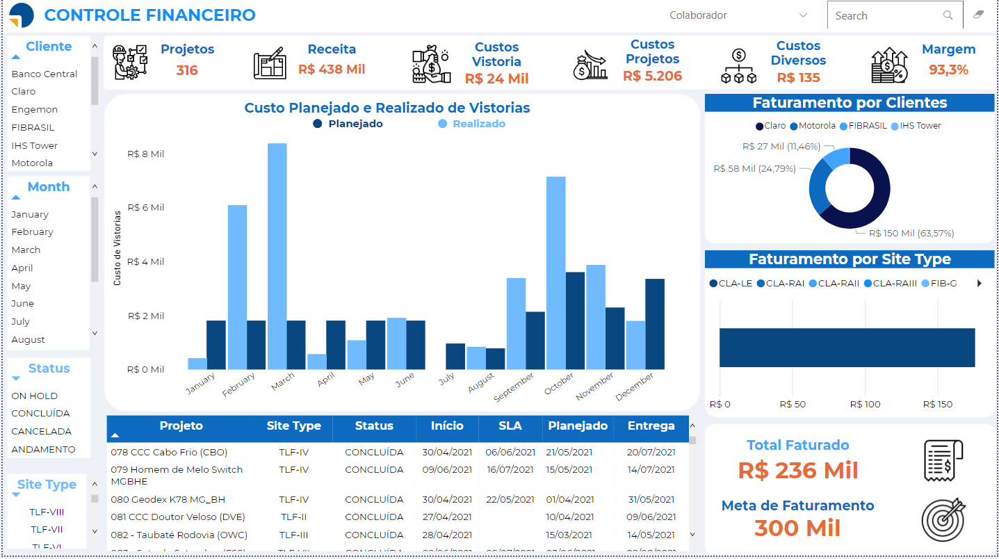 CONTROLE FINANCEIRO
Colaborador
Search
Cliente
Banco Central
Claro
Engemon
FIBRASIL
IHS Tower
Motorola
Month
January
February
March
April
May
June
July
August
Status
ON HOLD
CONCLUÍDA
CANCELADA
ANDAMENTO
Site Type
TLF-VIII
TLF-VII
TLF-VI
Projetos
316
Receita
R$ 438 Mil
Custos
Vistoria
R$ 24 Mil
Custos
Projetos
R$ 5.206
Custos
Diversos
R$ 135
Margem
93,3%
Custo Planejado e Realizado de Vistorias
Planejado Realizado
Custo de Vistorias
R$ 8 Mil
R$ 6 Mil
R$ 4 Mil
R$ 2 Mil
R$ 0 Mil
January
February
March
April
May
June
July
August
September
October
November
December
Projeto Site Type Status Início SLA Planejado Entrega
078 CCC Cabo Frio (CBO) TLF-IV CONCLUÍDA 30/04/2021 06/06/2021 21/05/2021 20/07/2021
079 Homem de Melo Switch TLF-IV CONCLUÍDA 09/06/2021 16/07/2021 15/05/2021 14/07/2021
MGBHE
080 Geodex K78 MG_BH TLF-IV CONCLUÍDA 30/04/2021 22/05/2021 01/04/2021 31/05/2021
081 CCC Doutor Veloso (DVE) TLF-II CONCLUÍDA 27/04/2021 10/04/2021 09/06/2021
082 - Taubaté Rodovia (OWC) TLF-III CONCLUÍDA 28/04/2021 15/03/2021 14/05/2021
Faturamento por Clientes
Claro Motorola FIBRASIL IHS Tower
R$ 27 Mil (11,46%)
R$ 58 Mil (24,79%)
R$ 150 Mil (63,57%)
Faturamento por Site Type
CLA-LE CLA-RAI CLA-RAII CLA-RAIII FIB-G
R$ 0 R$ 50 R$ 100 R$ 150
Total Faturado
R$ 236 Mil
Meta de Faturamento
300 Mil